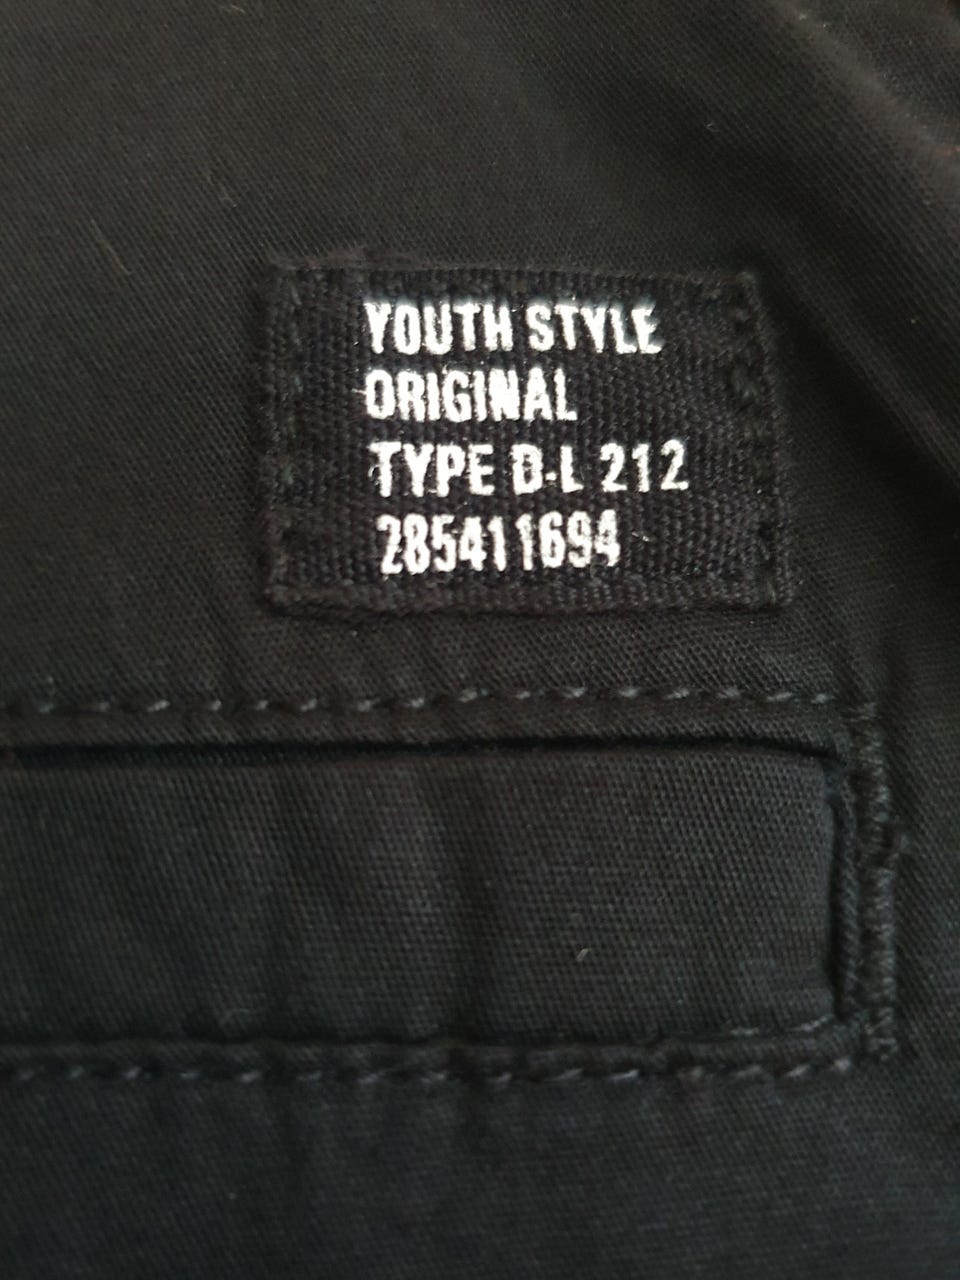 YOUTH STYLE
ORIGINAL
TYPE D-L 212
285411694